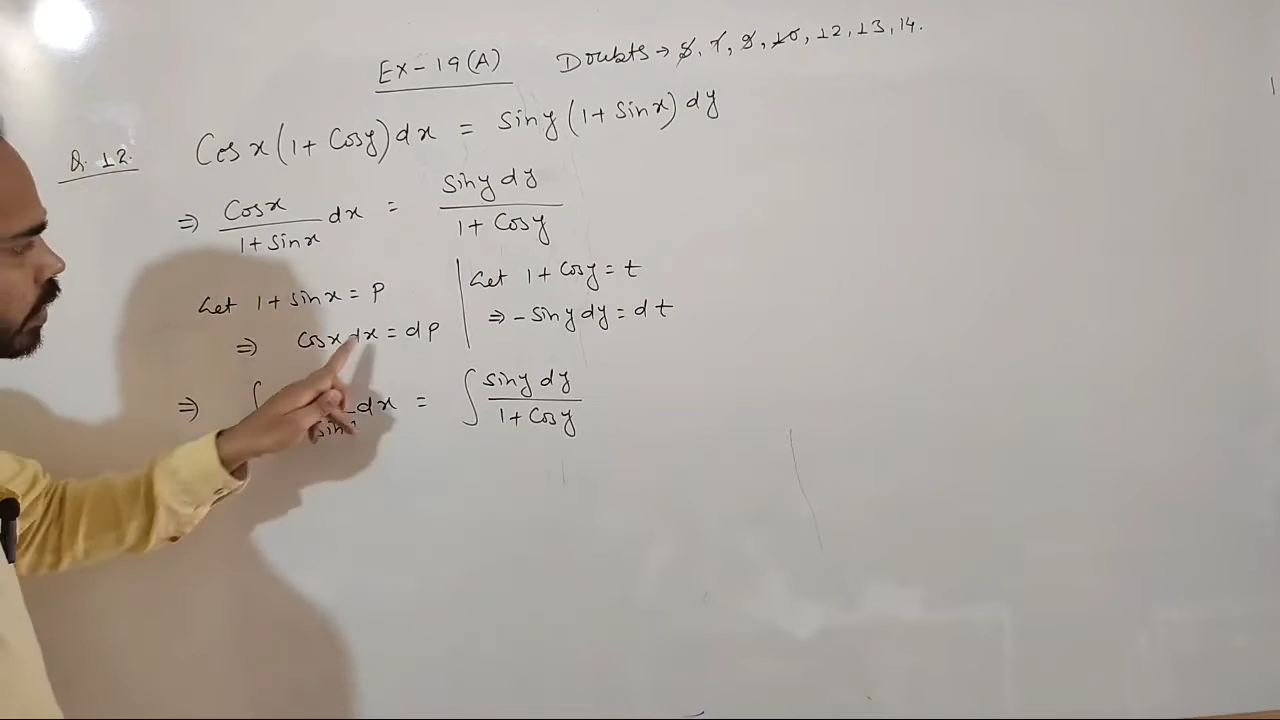 Ex-19(A) Doubts → 8, 7, 9, 10, 12, 13, 14.
Q. 12. Cos x (1 + Cosy) dx = Siny (1 + Sinx) dy
⇒ Cosx / 1 + Sinx dx = Siny dy / 1 + Cosy
Let 1 + sinx = P | Let 1 + Cosy = t
⇒ Cosx dx = dP | ⇒ - Siny dy = dt
⇒ ∫ dx = ∫ Siny dy / 1 + Cosy